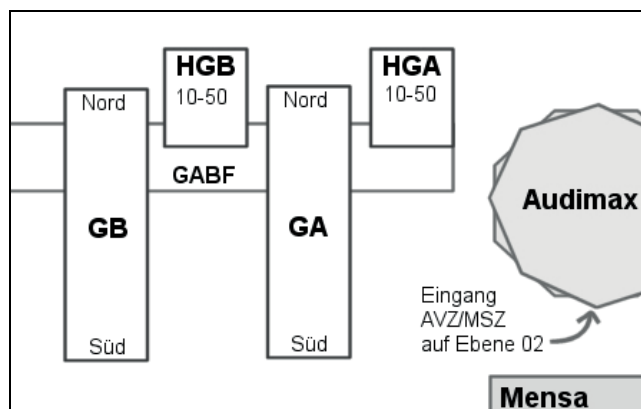 HGB
10-50
HGA
10-50
Nord
Nord
GABF
GB
GA
Audimax
Eingang
AVZ/MSZ
auf Ebene 02
Süd
Süd
Mensa